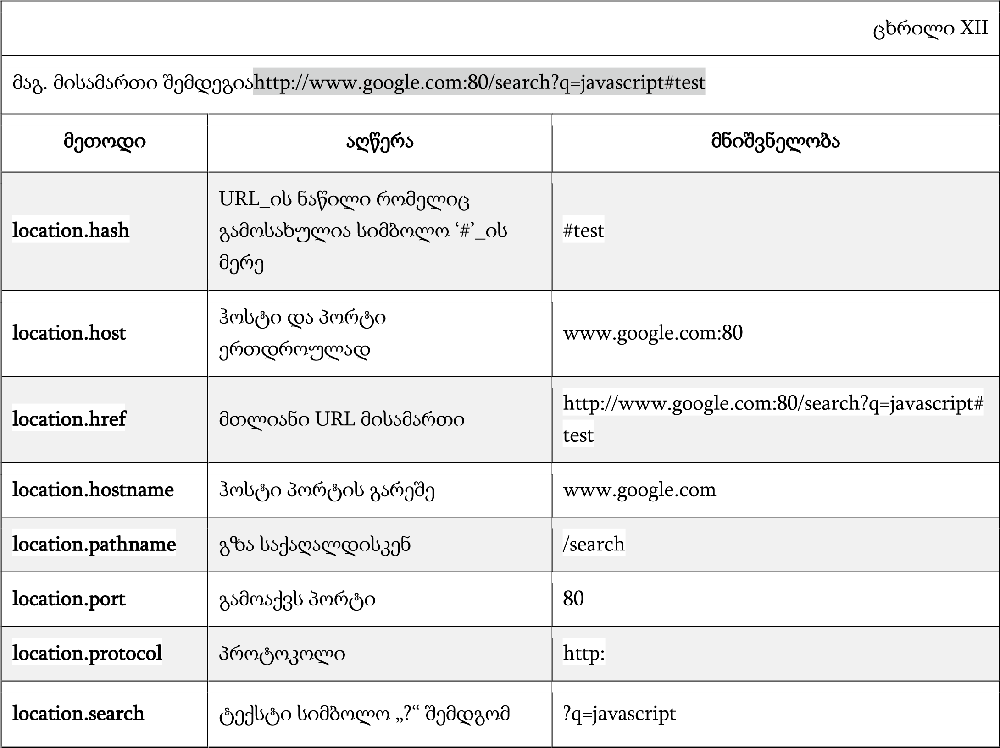 ცხრილი XII
მაგ. მისამართი შემდეგიაhttp://www.google.com:80/search?q=javascript#test
მეთოდი აღწერა მნიშვნელობა
URL_ის ნაწილი რომელიც
location.hash გამოსახულია სიმბოლო ‘#’_ის #test
მერე
ჰოსტი და პორტი
location.host www.google.com:80
ერთდროულად
http://www.google.com:80/search?q=javascript#
location.href მთლიანი URL მისამართი
test
location.hostname ჰოსტი პორტის გარეშე www.google.com
location.pathname გზა საქაღალდისკენ /search
location.port გამოაქვს პორტი 80
location.protocol პროტოკოლი http:
location.search ტექსტი სიმბოლო „?“ შემდგომ ?q=javascript